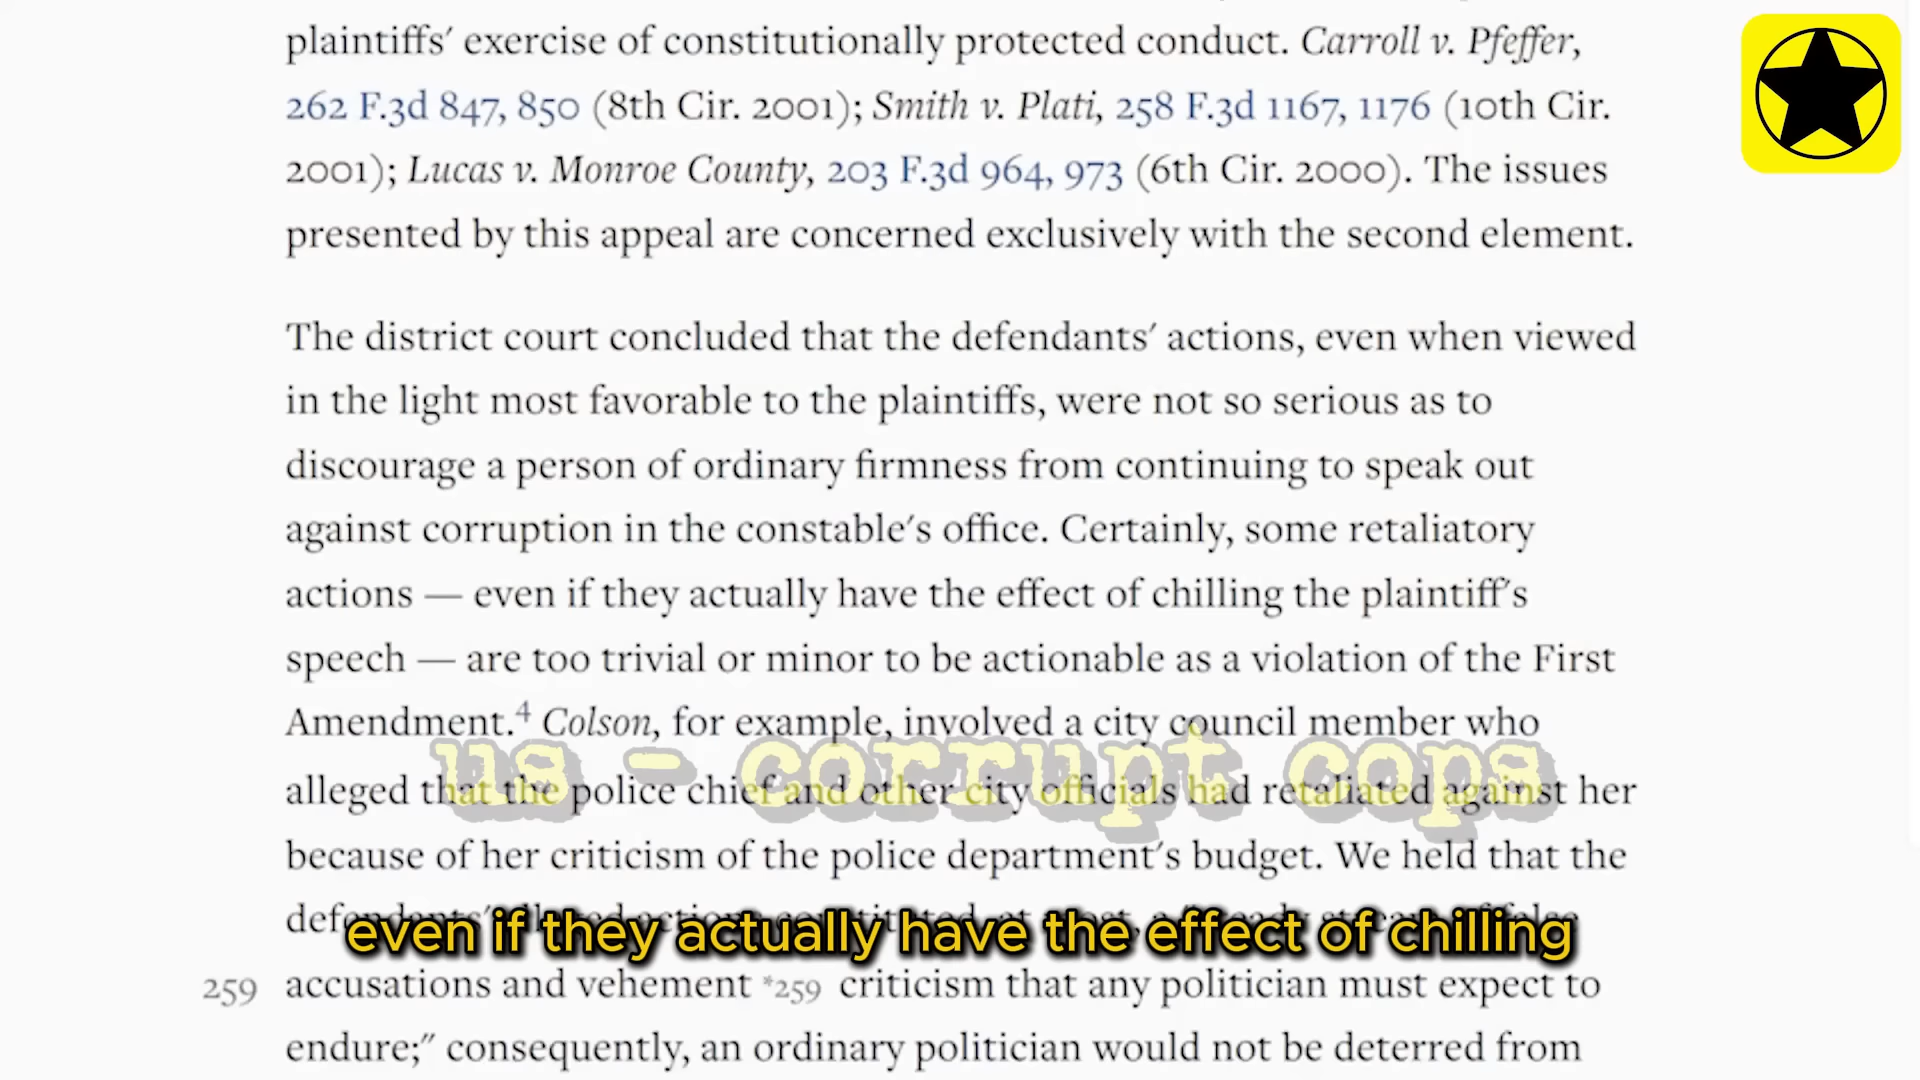 plaintiffs' exercise of constitutionally protected conduct. Carroll v. Pfeffer,
262 F.3d 847, 850 (8th Cir. 2001); Smith v. Plati, 258 F.3d 1167, 1176 (10th Cir.
2001); Lucas v. Monroe County, 203 F.3d 964, 973 (6th Cir. 2000). The issues
presented by this appeal are concerned exclusively with the second element.
The district court concluded that the defendants' actions, even when viewed
in the light most favorable to the plaintiffs, were not so serious as to
discourage a person of ordinary firmness from continuing to speak out
against corruption in the constable's office. Certainly, some retaliatory
actions — even if they actually have the effect of chilling the plaintiff's
speech — are too trivial or minor to be actionable as a violation of the First
Amendment.4 Colson, for example, involved a city council member who
us - corrupt cops
alleged that the police chief and other city officials had retaliated against her
because of her criticism of the police department's budget. We held that the
even if they actually have the effect of chilling
259 accusations and vehement *259 criticism that any politician must expect to
endure;" consequently, an ordinary politician would not be deterred from